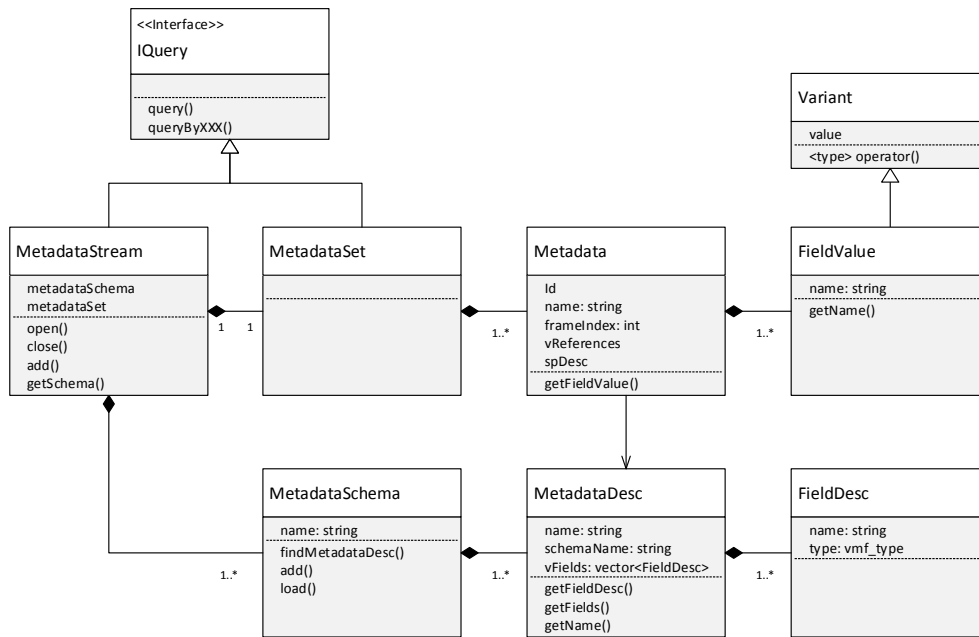 <<Interface>>
IQuery
query()
queryByXXX()
Variant
value
<type> operator()
MetadataStream
metadataSchema
metadataSet
open()
close()
add()
getSchema()
1
1
MetadataSet
1..*
Metadata
Id
name: string
frameIndex: int
vReferences
spDesc
getFieldValue()
1..*
FieldValue
name: string
getName()
1..*
MetadataSchema
name: string
findMetadataDesc()
add()
load()
1..*
MetadataDesc
name: string
schemaName: string
vFields: vector<FieldDesc>
getFieldDesc()
getFields()
getName()
1..*
FieldDesc
name: string
type: vmf_type